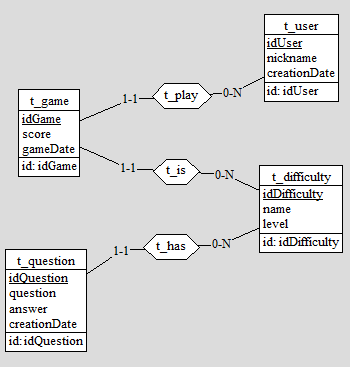 t_user
idUser
nickname
creationDate
id: idUser
t_game
idGame
score
gameDate
id: idGame
1-1
t_play
0-N
1-1
t_is
0-N
t_difficulty
idDifficulty
name
level
id: idDifficulty
t_question
idQuestion
question
answer
creationDate
id: idQuestion
1-1
t_has
0-N